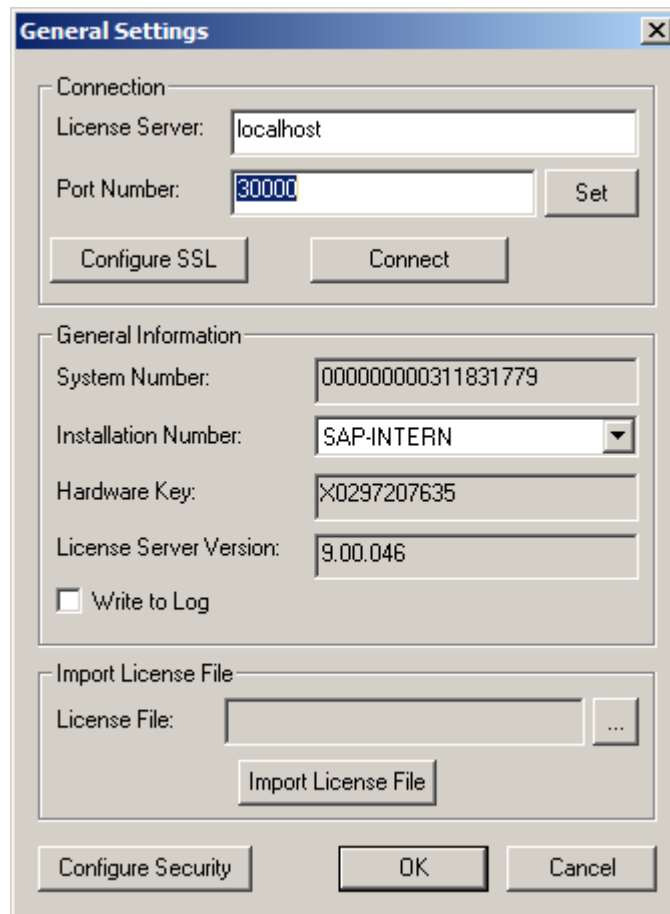 General Settings
Connection
License Server: localhost
Port Number: 30000 Set
Configure SSL Connect
General Information
System Number: 000000000311831779
Installation Number: SAP-INTERN
Hardware Key: X0297207635
License Server Version: 9.00.046
Write to Log
Import License File
License File: ...
Import License File
Configure Security OK Cancel